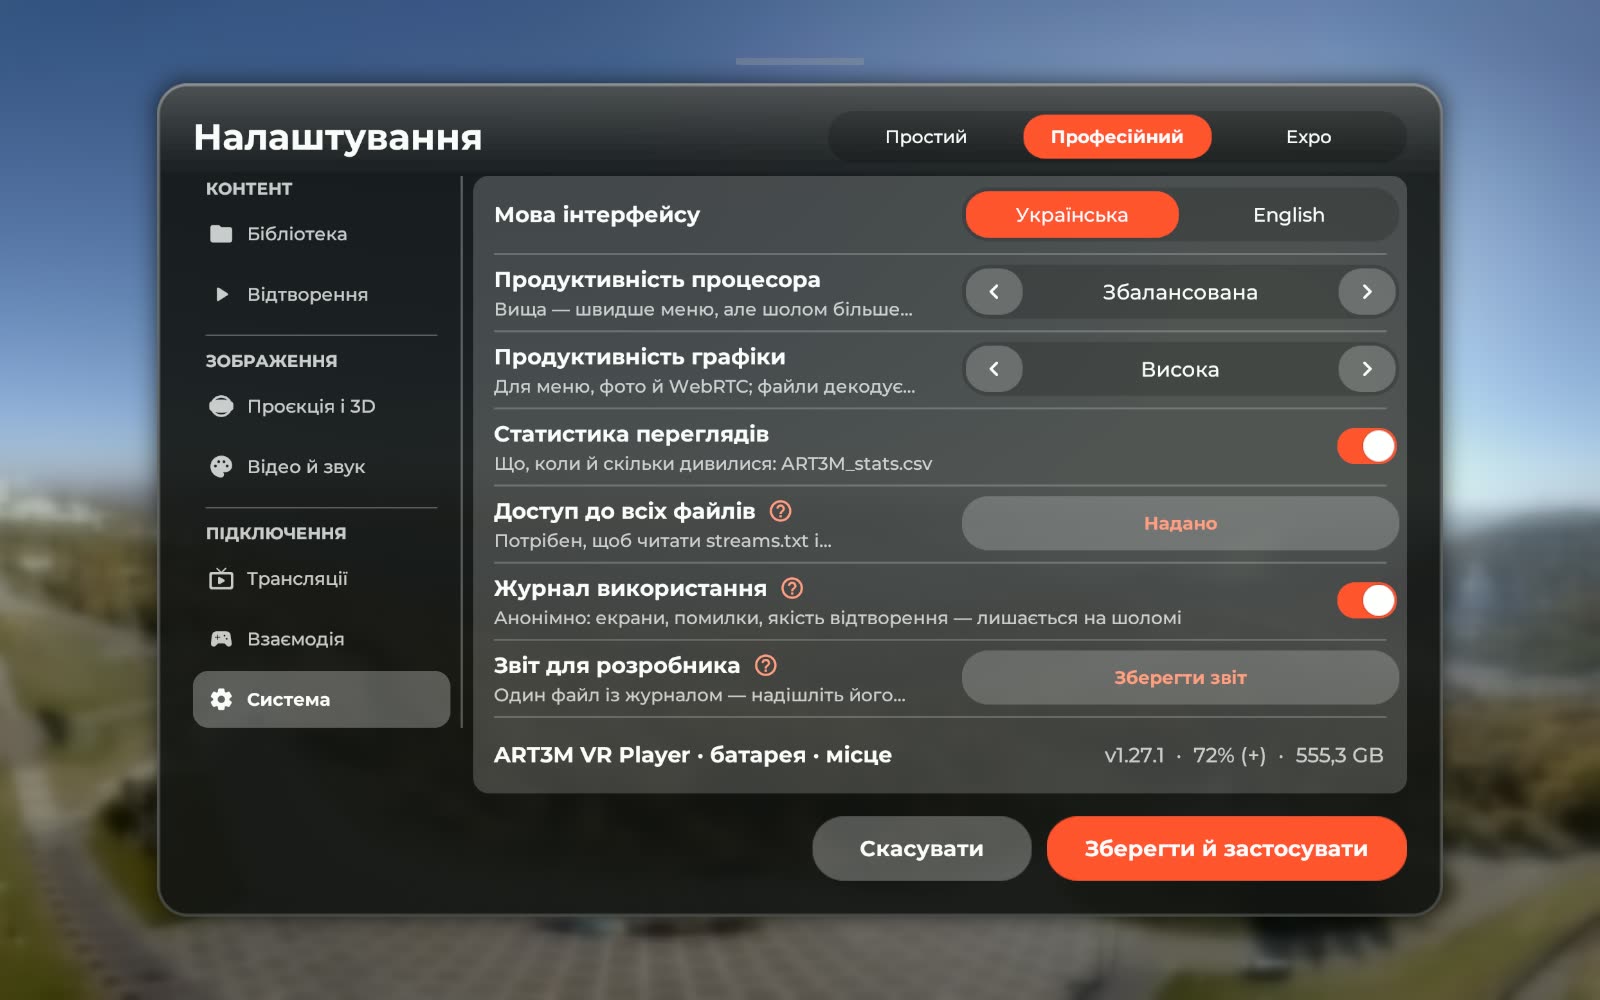 Налаштування
Простий
Професійний
Expo
КОНТЕНТ
Бібліотека
Відтворення
ЗОБРАЖЕННЯ
Проєкція і 3D
Відео й звук
ПІДКЛЮЧЕННЯ
Трансляції
Взаємодія
Система
Мова інтерфейсу
Українська
English
Продуктивність процесора
Вища — швидше меню, але шолом більше...
Збалансована
Продуктивність графіки
Для меню, фото й WebRTC; файли декодує...
Висока
Статистика переглядів
Що, коли й скільки дивилися: ART3M_stats.csv
Доступ до всіх файлів
Потрібен, щоб читати streams.txt і...
Надано
Журнал використання
Анонімно: екрани, помилки, якість відтворення — лишається на шоломі
Звіт для розробника
Один файл із журналом — надішліть його...
Зберегти звіт
ART3M VR Player · батарея · місце
v1.27.1 · 72% (+) · 555,3 GB
Скасувати
Зберегти й застосувати